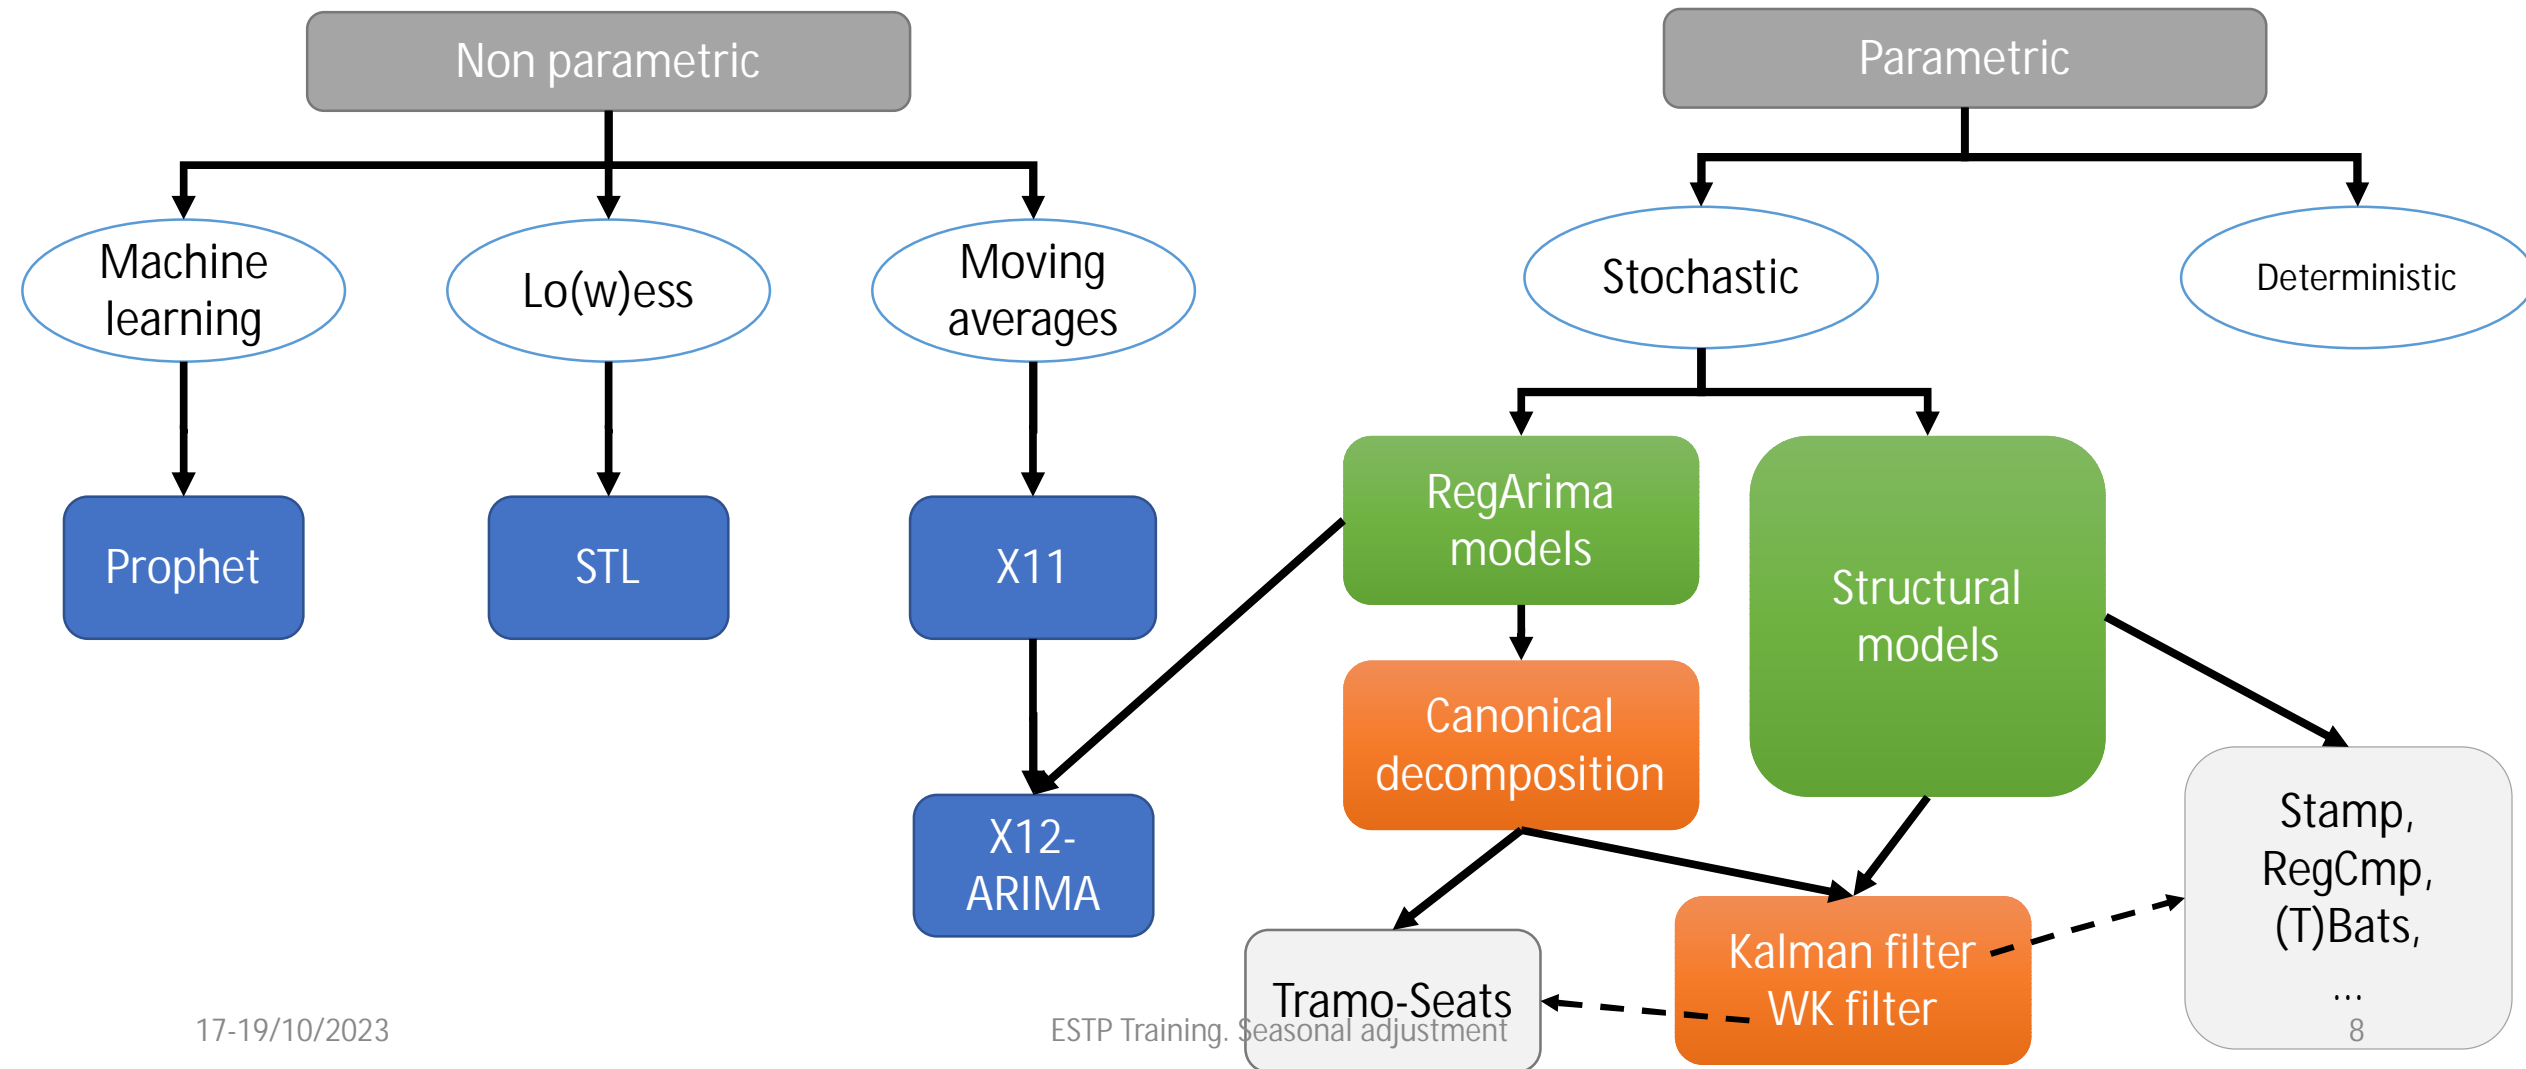 Non parametric
Parametric
Machine
learning
Lo(w)ess
Moving
averages
Stochastic
Deterministic
Prophet
STL
X11
RegArima
models
Structural
models
Canonical
decomposition
X12-
ARIMA
Stamp,
RegCmp,
(T)Bats,
...
Tramo-Seats
Kalman filter
WK filter
17-19/10/2023
ESTP Training. Seasonal adjustment
8